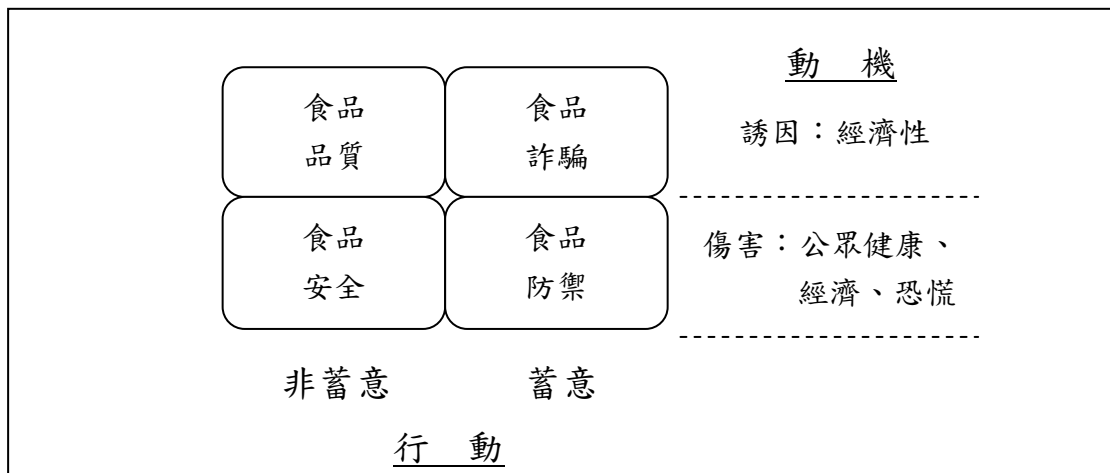 動 機
食品
品質
食品
詐騙
誘因：經濟性
食品
安全
食品
防禦
傷害：公眾健康、
經濟、恐慌
非蓄意
蓄意
行 動